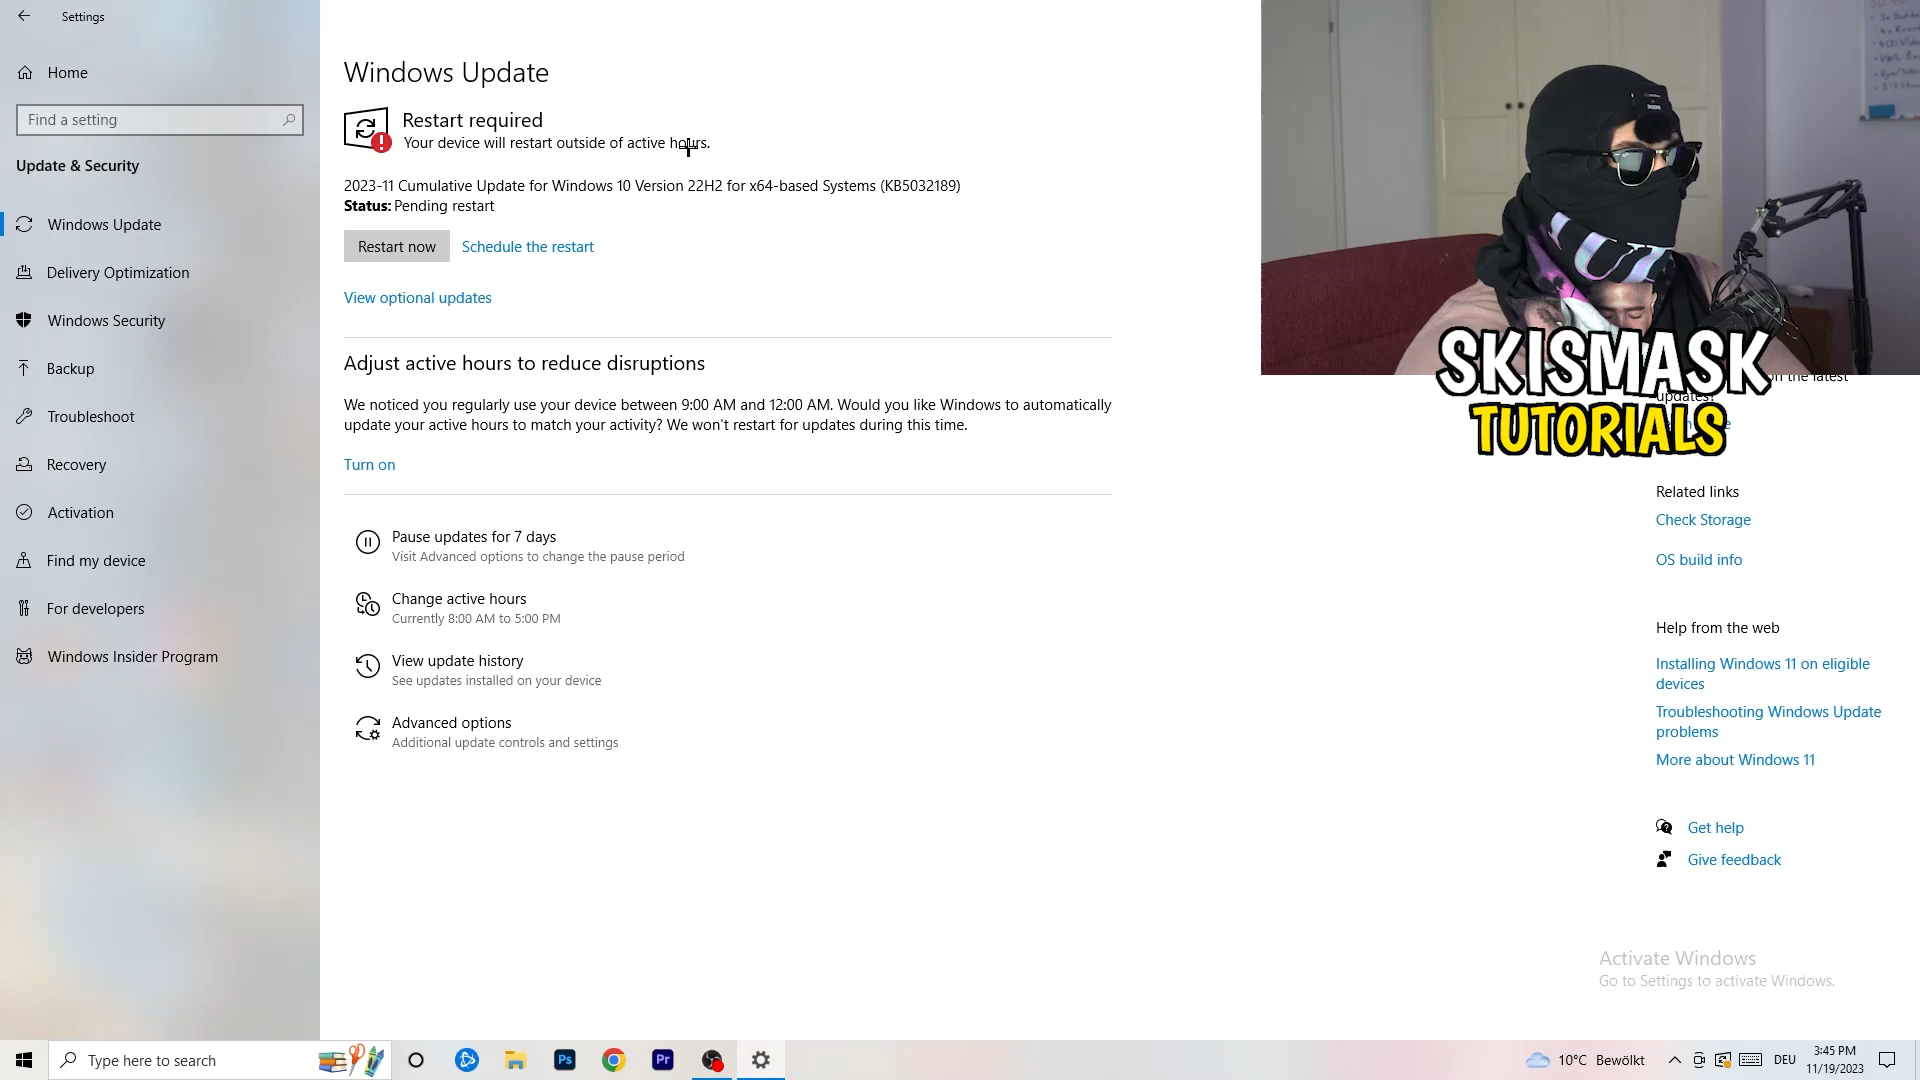 Settings
Home
Find a setting
Update & Security
Windows Update
Delivery Optimization
Windows Security
Backup
Troubleshoot
Recovery
Activation
Find my device
For developers
Windows Insider Program
Windows Update
Restart required
Your device will restart outside of active hours.
2023-11 Cumulative Update for Windows 10 Version 22H2 for x64-based Systems (KB5032189)
Status: Pending restart
Restart now
Schedule the restart
View optional updates
Adjust active hours to reduce disruptions
We noticed you regularly use your device between 9:00 AM and 12:00 AM. Would you like Windows to automatically
update your active hours to match your activity? We won't restart for updates during this time.
Turn on
Pause updates for 7 days
Visit Advanced options to change the pause period
Change active hours
Currently 8:00 AM to 5:00 PM
View update history
See updates installed on your device
Advanced options
Additional update controls and settings
SKISMASK
TUTORIALS
on the latest
updates?
Related links
Check Storage
OS build info
Help from the web
Installing Windows 11 on eligible
devices
Troubleshooting Windows Update
problems
More about Windows 11
Get help
Give feedback
Activate Windows
Go to Settings to activate Windows.
Type here to search
Ps
Pr
10°C Bewölkt
DEU
3:45 PM
11/19/2023